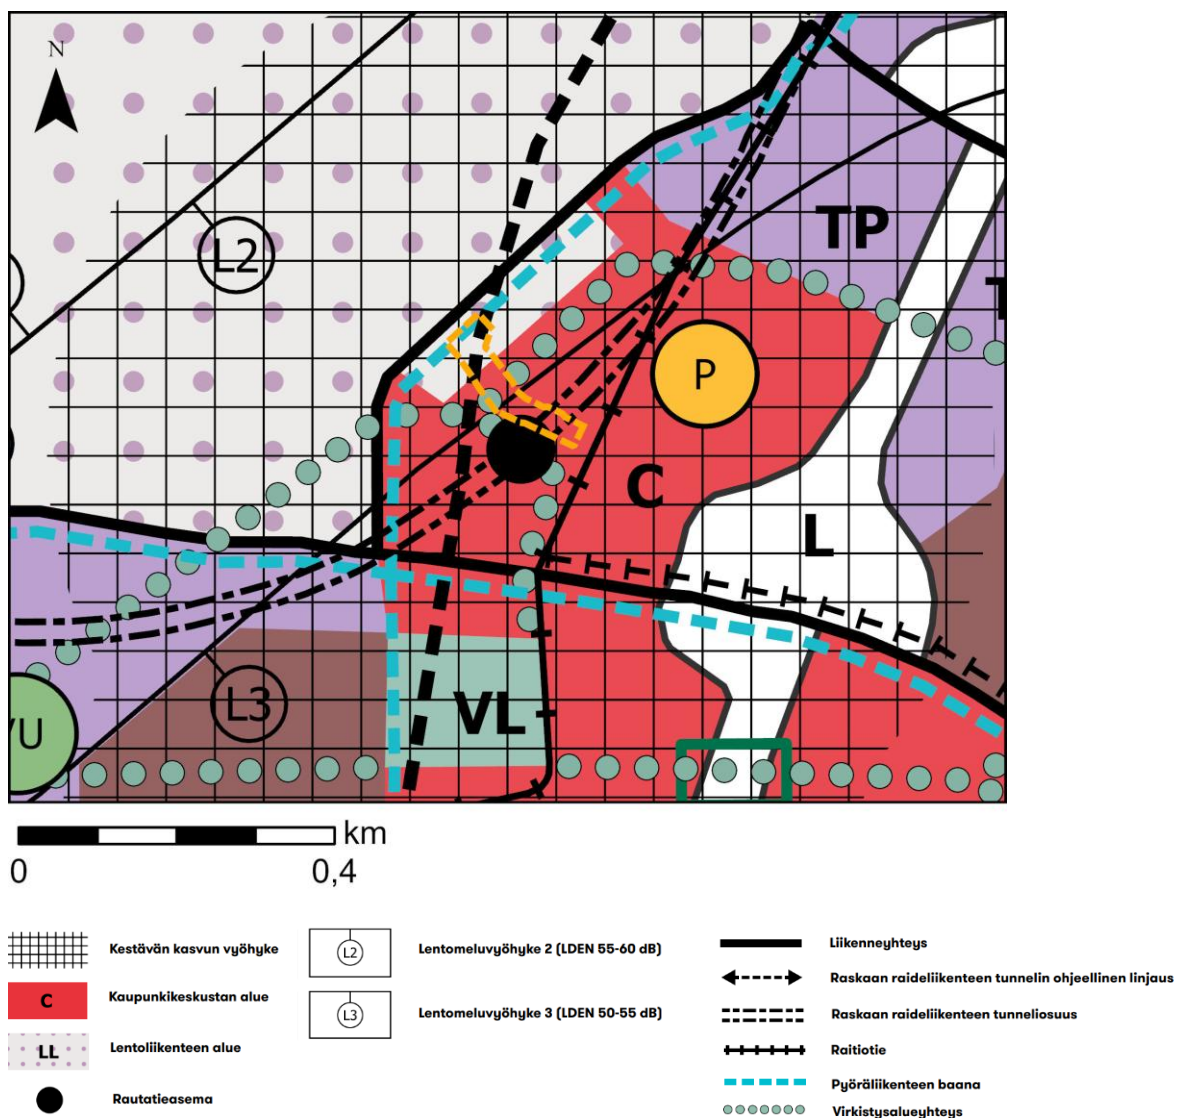 N
L2
TP
T
P
C
L
L3
VL
VU
km
0 0,4
Kestävän kasvun vyöhyke
C Kaupunkikeskustan alue
LL Lentoliikenteen alue
Rautatieasema
L2 Lentomeluvyöhyke 2 (LDEN 55-60 dB)
L3 Lentomeluvyöhyke 3 (LDEN 50-55 dB)
Liikenneyhteys
Raskaan raideliikenteen tunnelin ohjeellinen linjaus
Raskaan raideliikenteen tunneliosuus
Raitiotie
Pyöräliikenteen baana
Virkistysalueyhteys